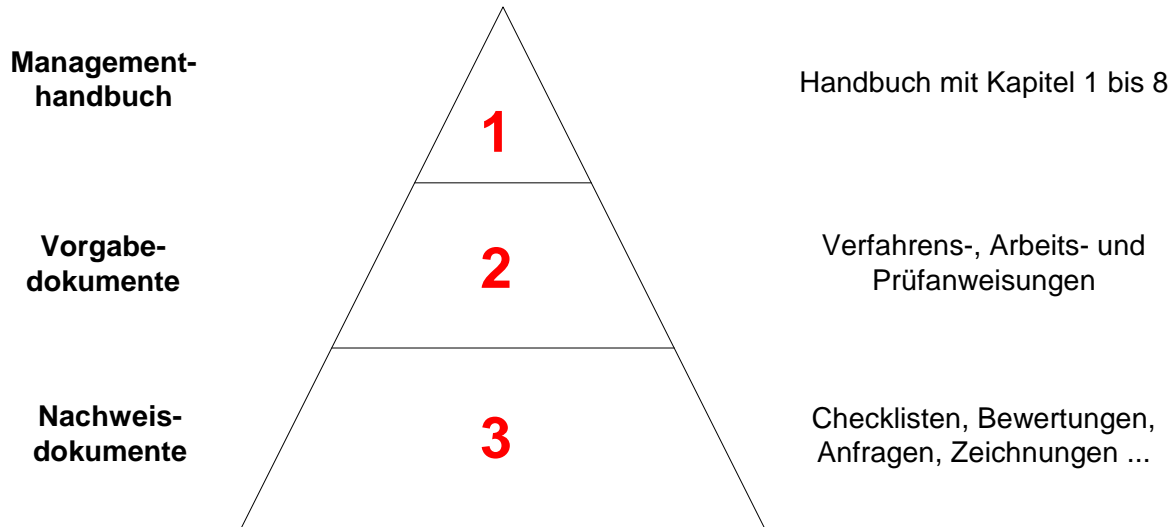 Management-
handbuch
1
Handbuch mit Kapitel 1 bis 8
Vorgabe-
dokumente
2
Verfahrens-, Arbeits- und
Prüfanweisungen
Nachweis-
dokumente
3
Checklisten, Bewertungen,
Anfragen, Zeichnungen ...